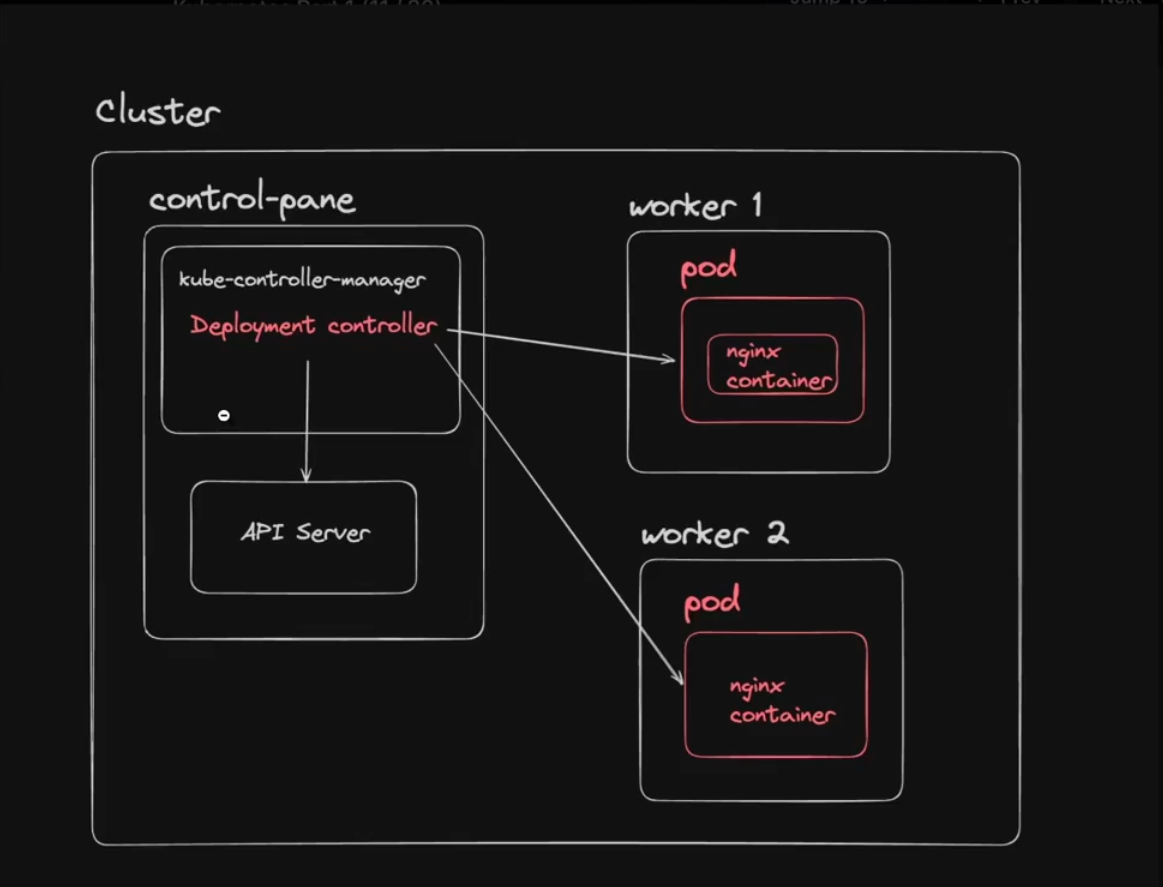 Cluster
control-pane
kube-controller-manager
Deployment controller
API Server
worker 1
pod
nginx
container
worker 2
pod
nginx
container